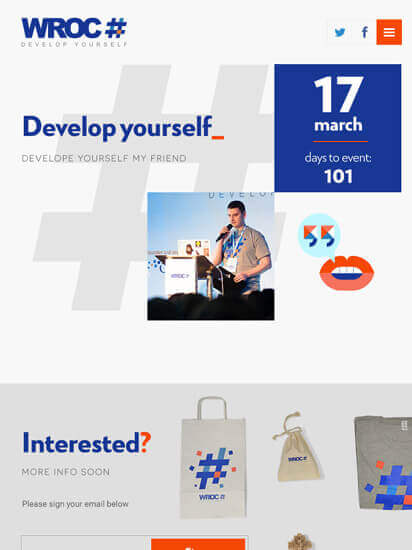 WROC #
DEVELOP YOURSELF
Develop yourself_
DEVELOPE YOURSELF MY FRIEND
17
march
days to event:
101
DEVELOP
WROC #
Interested?
MORE INFO SOON
Please sign your email below
WROC #
WROC #